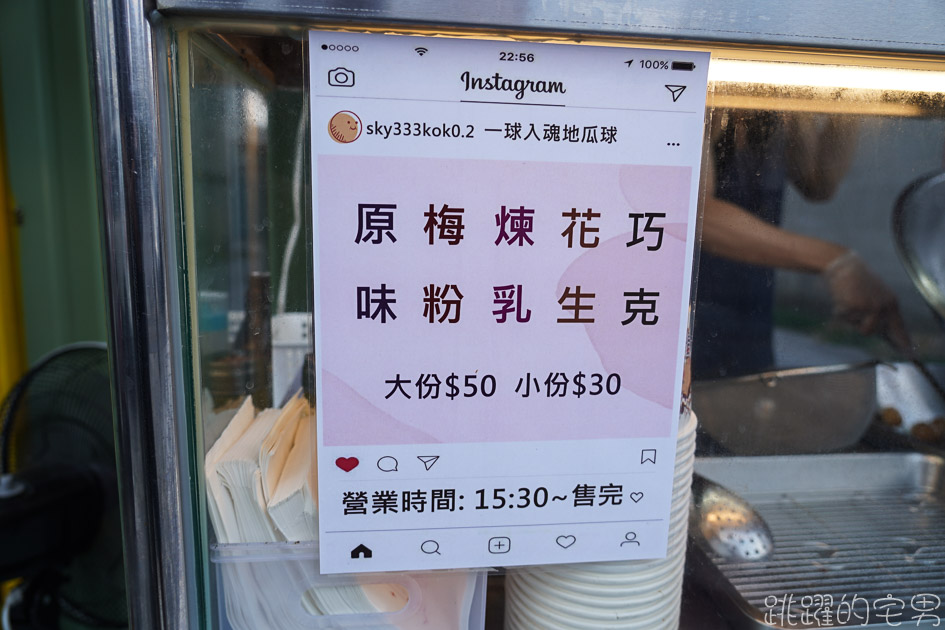 22:56
100%
Instagram
sky333kok0.2 一球入魂地瓜球
原味
梅粉
煉乳
花生
巧克
大份$50 小份$30
營業時間: 15:30~售完♡
跳躍的宅男